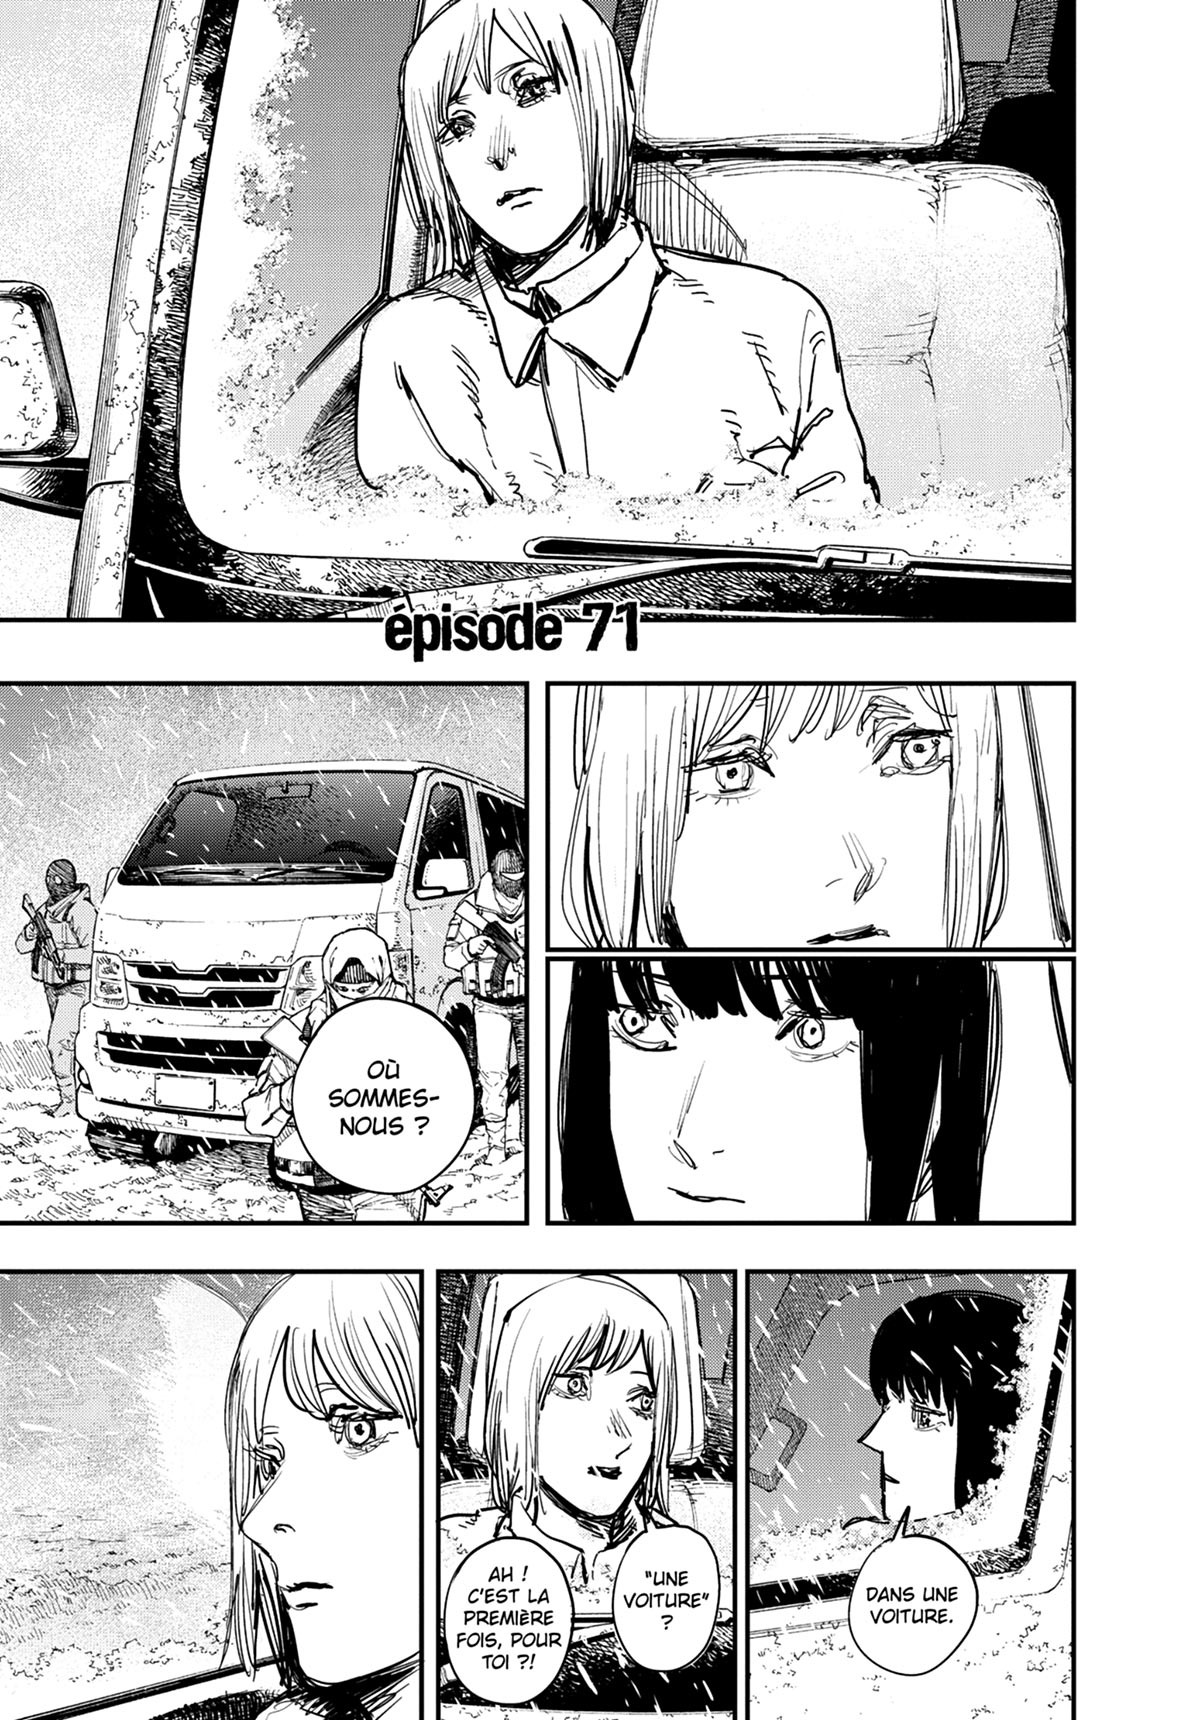 épisode 71
OÙ
SOMMES-
NOUS ?
DANS UNE
VOITURE.
"UNE
VOITURE"
?
AH !
C'EST LA
PREMIÈRE
FOIS, POUR
TOI ?!